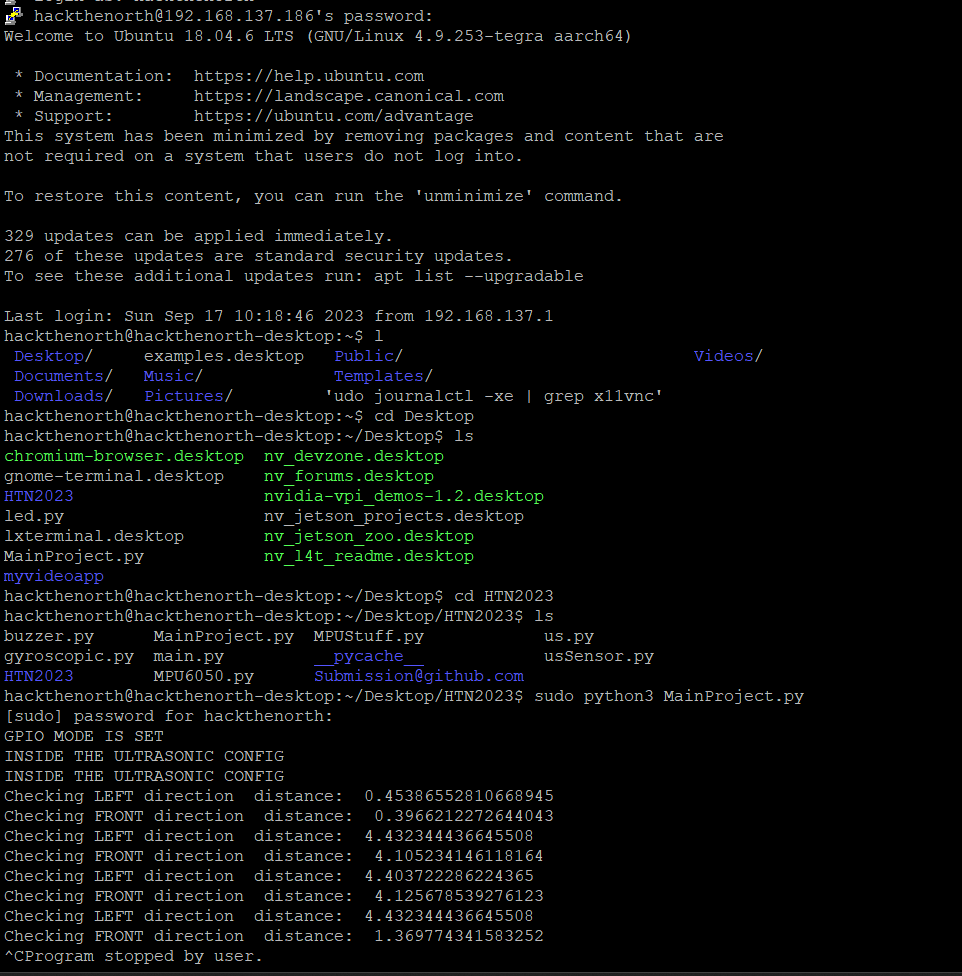 hackthenorth@192.168.137.186's password:
Welcome to Ubuntu 18.04.6 LTS (GNU/Linux 4.9.253-tegra aarch64)
* Documentation:  https://help.ubuntu.com
* Management:     https://landscape.canonical.com
* Support:        https://ubuntu.com/advantage
This system has been minimized by removing packages and content that are
not required on a system that users do not log into.
To restore this content, you can run the 'unminimize' command.
329 updates can be applied immediately.
276 of these updates are standard security updates.
To see these additional updates run: apt list --upgradable
Last login: Sun Sep 17 10:18:46 2023 from 192.168.137.1
hackthenorth@hackthenorth-desktop:~$ l
Desktop/     examples.desktop   Public/                             Videos/
Documents/   Music/             Templates/
Downloads/   Pictures/         'udo journalctl -xe | grep x11vnc'
hackthenorth@hackthenorth-desktop:~$ cd Desktop
hackthenorth@hackthenorth-desktop:~/Desktop$ ls
chromium-browser.desktop  nv_devzone.desktop
gnome-terminal.desktop    nv_forums.desktop
HTN2023                   nvidia-vpi_demos-1.2.desktop
led.py                    nv_jetson_projects.desktop
lxterminal.desktop        nv_jetson_zoo.desktop
MainProject.py            nv_l4t_readme.desktop
myvideoapp
hackthenorth@hackthenorth-desktop:~/Desktop$ cd HTN2023
hackthenorth@hackthenorth-desktop:~/Desktop/HTN2023$ ls
buzzer.py      MainProject.py  MPUStuff.py            us.py
gyroscopic.py  main.py         __pycache__            usSensor.py
HTN2023        MPU6050.py      Submission@github.com
hackthenorth@hackthenorth-desktop:~/Desktop/HTN2023$ sudo python3 MainProject.py
[sudo] password for hackthenorth:
GPIO MODE IS SET
INSIDE THE ULTRASONIC CONFIG
INSIDE THE ULTRASONIC CONFIG
Checking LEFT direction  distance:  0.45386552810668945
Checking FRONT direction  distance:  0.3966212272644043
Checking LEFT direction  distance:  4.432344436645508
Checking FRONT direction  distance:  4.105234146118164
Checking LEFT direction  distance:  4.403722286224365
Checking FRONT direction  distance:  4.125678539276123
Checking LEFT direction  distance:  4.432344436645508
Checking FRONT direction  distance:  1.369774341583252
^CProgram stopped by user.